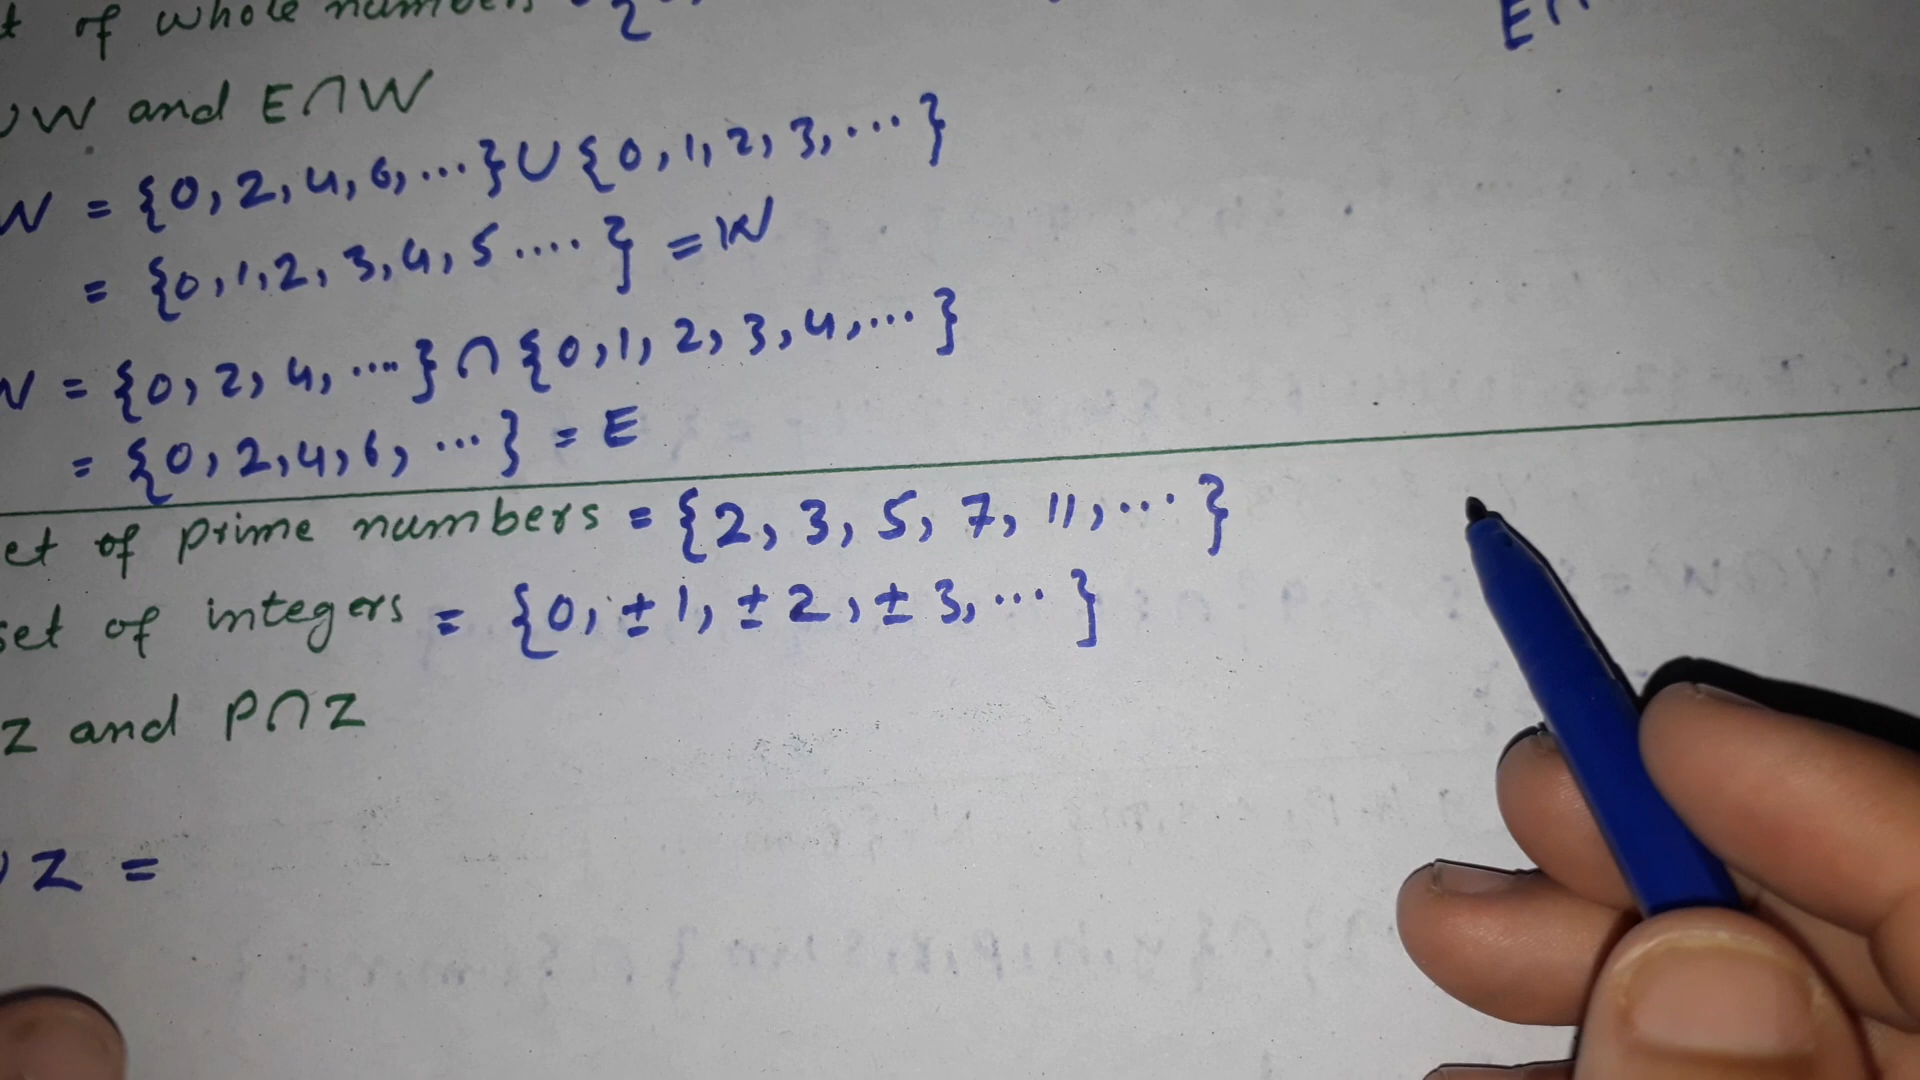 t of whole numbers
E∩
∪W and E∩W
W = {0, 2, 4, 6, ...} ∪ {0, 1, 2, 3, ... }
= {0, 1, 2, 3, 4, 5 .... } = W
W = {0, 2, 4, ....} ∩ {0, 1, 2, 3, 4, ... }
= {0, 2, 4, 6, ... } = E
et of prime numbers = {2, 3, 5, 7, 11, ... }
set of integers = {0, ± 1, ± 2, ± 3, ... }
Z and P∩Z
∪ Z =